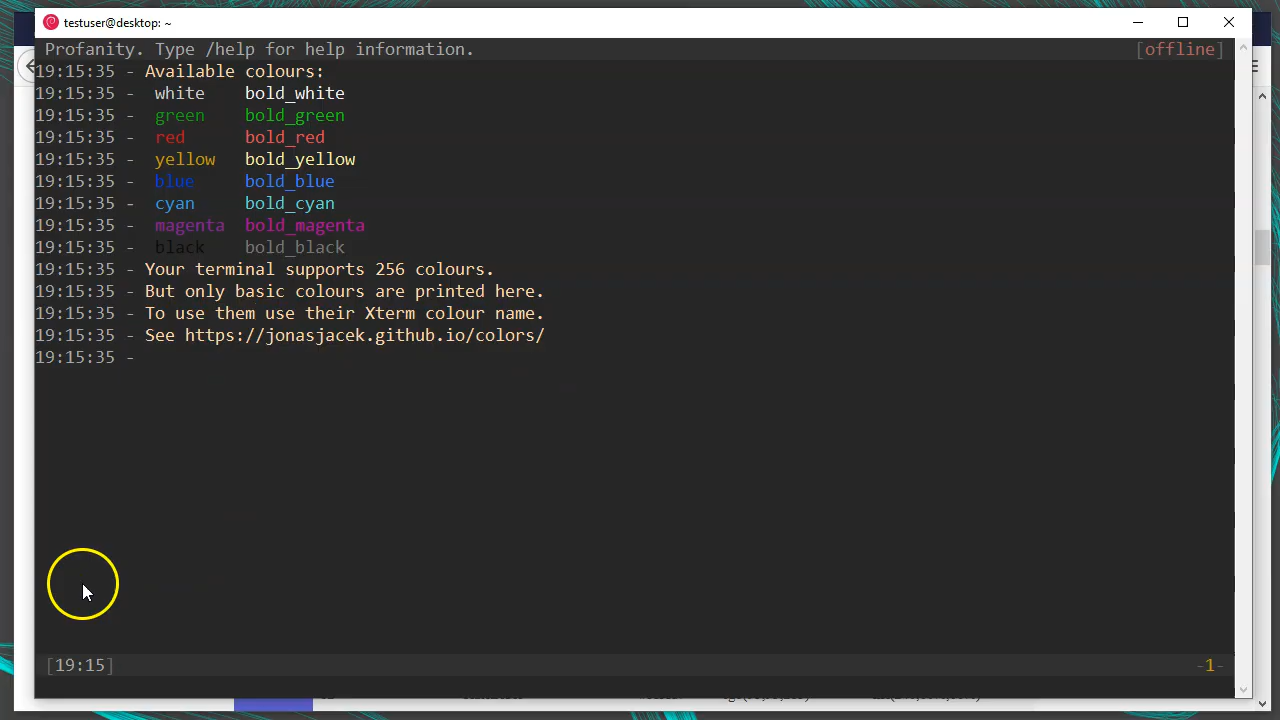 testuser@desktop: ~
Profanity. Type /help for help information. [offline]
19:15:35 - Available colours:
19:15:35 - white bold_white
19:15:35 - green bold_green
19:15:35 - red bold_red
19:15:35 - yellow bold_yellow
19:15:35 - blue bold_blue
19:15:35 - cyan bold_cyan
19:15:35 - magenta bold_magenta
19:15:35 - black bold_black
19:15:35 - Your terminal supports 256 colours.
19:15:35 - But only basic colours are printed here.
19:15:35 - To use them use their Xterm colour name.
19:15:35 - See https://jonasjacek.github.io/colors/
19:15:35 -
[19:15] -1-